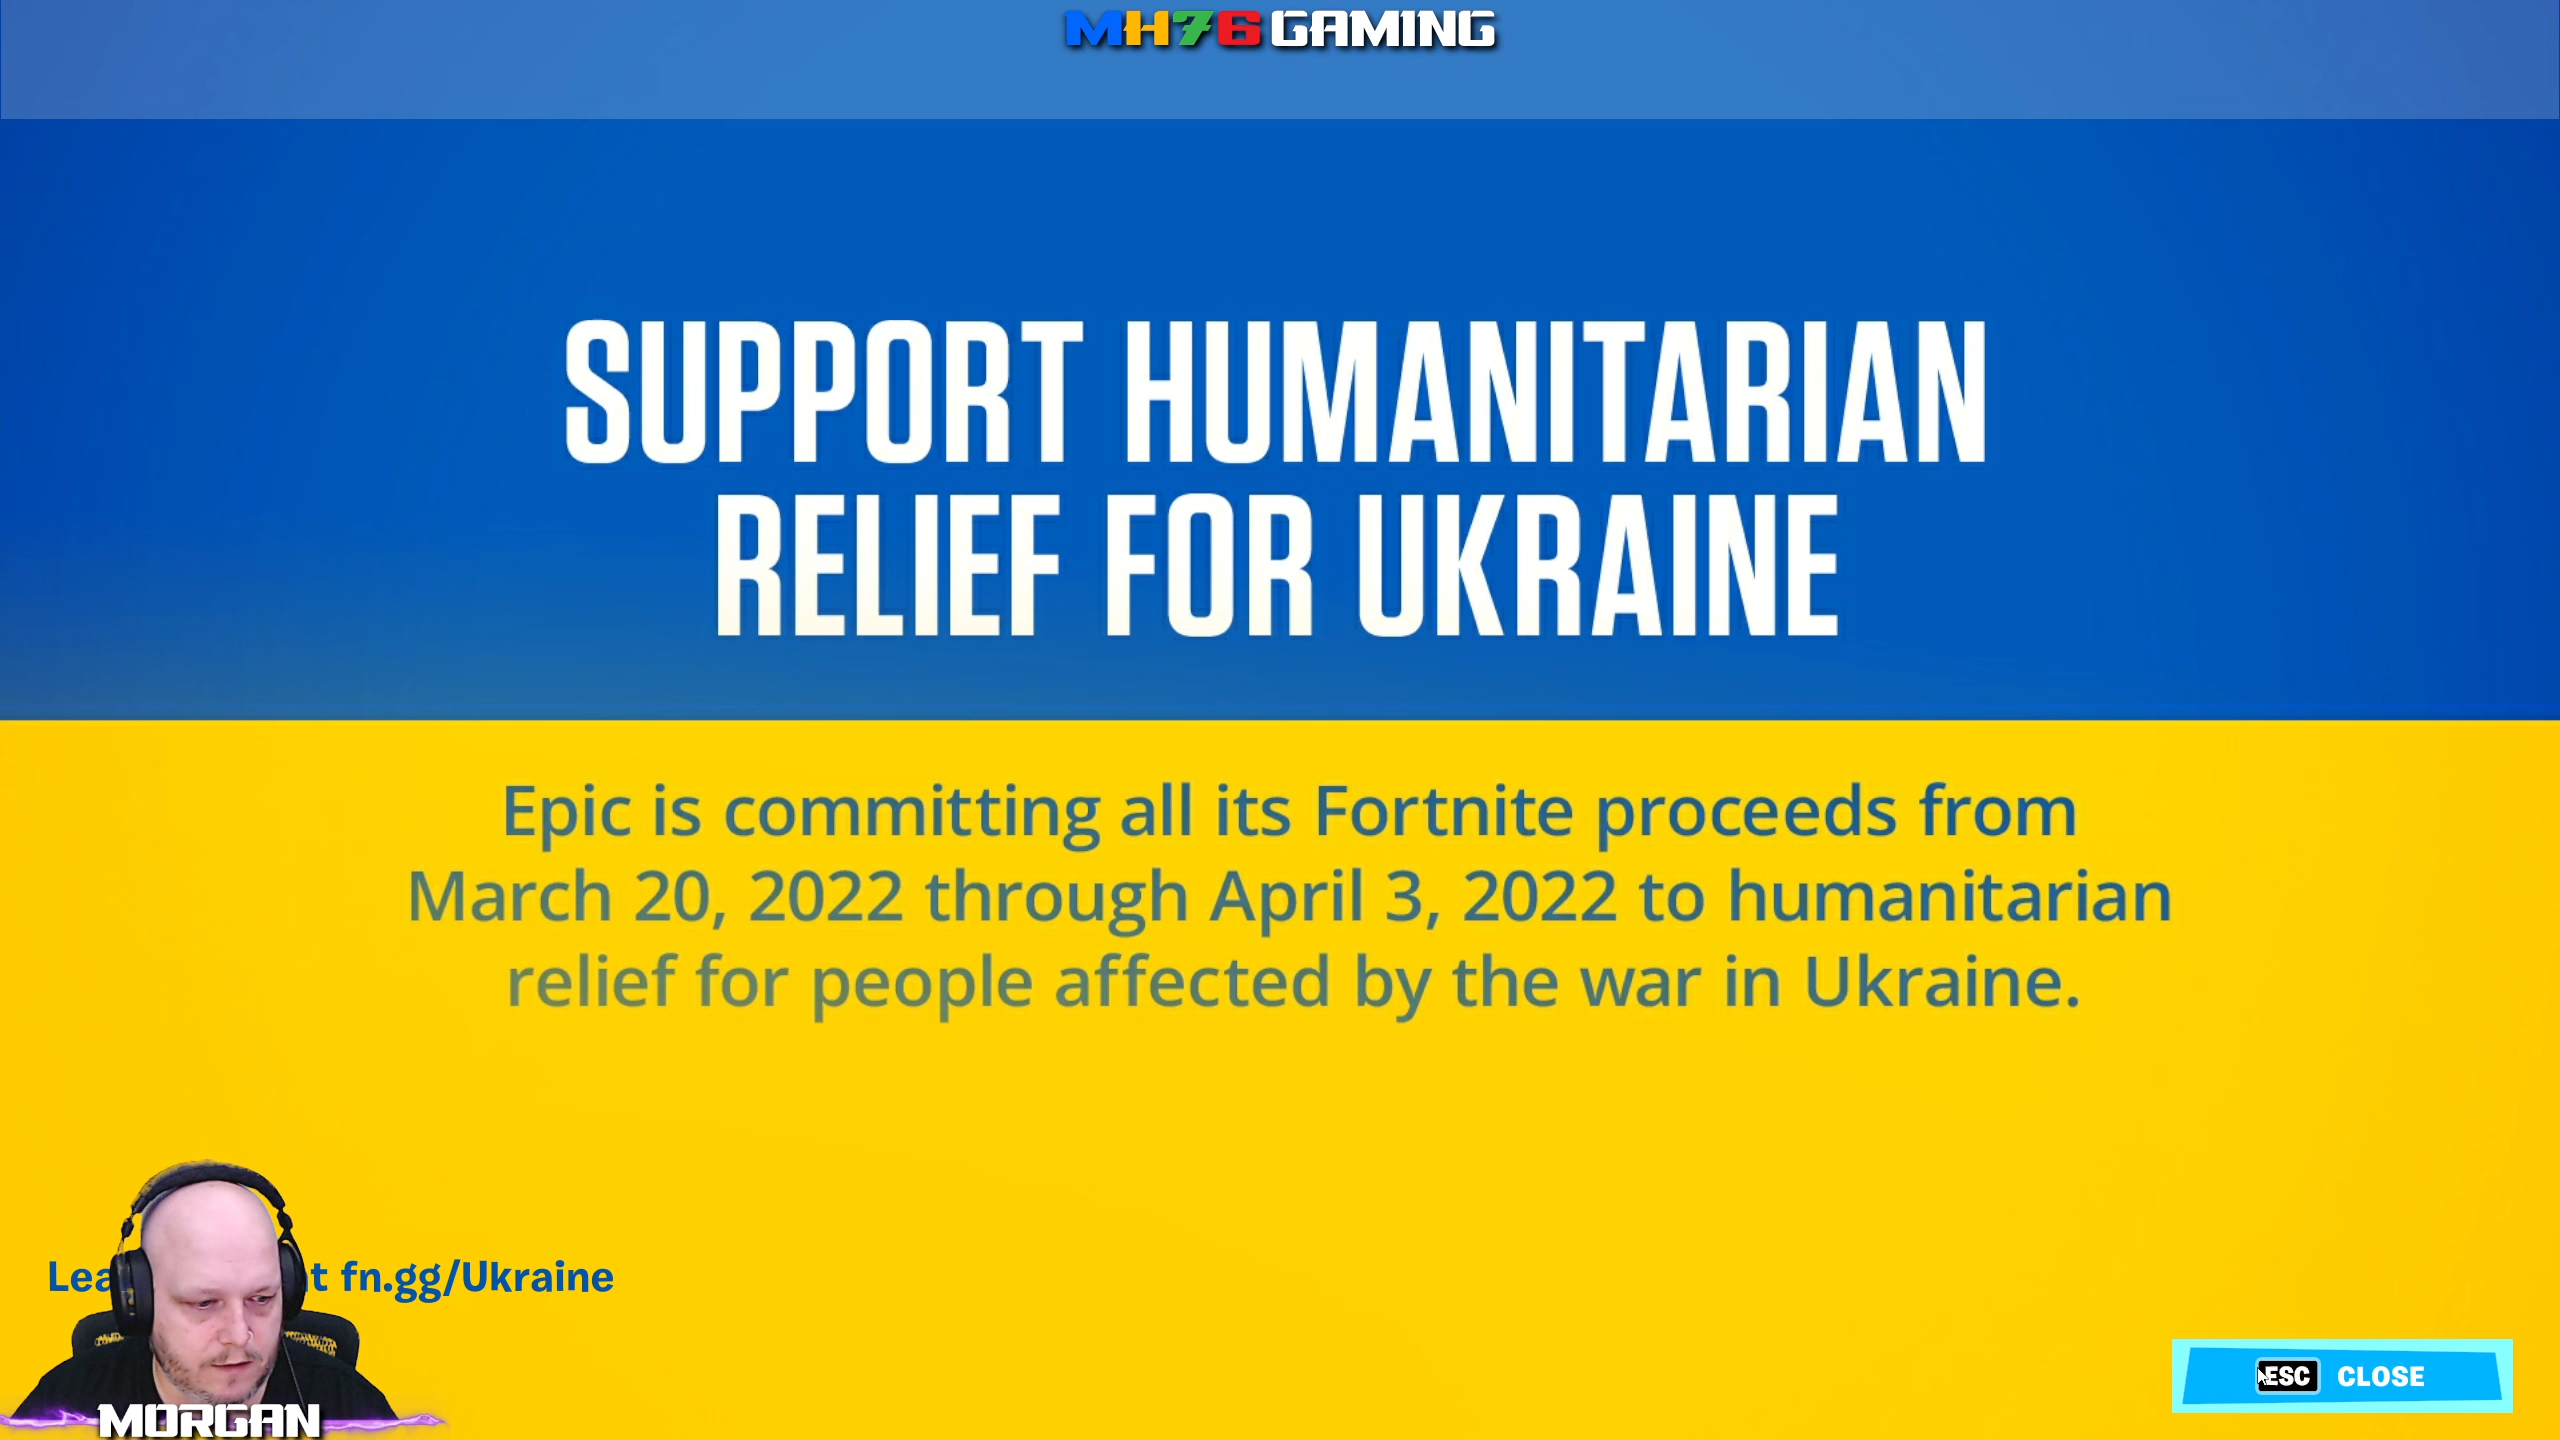 MH76 GAMING
SUPPORT HUMANITARIAN
RELIEF FOR UKRAINE
Epic is committing all its Fortnite proceeds from
March 20, 2022 through April 3, 2022 to humanitarian
relief for people affected by the war in Ukraine.
fn.gg/Ukraine
ESC CLOSE
MORGAN